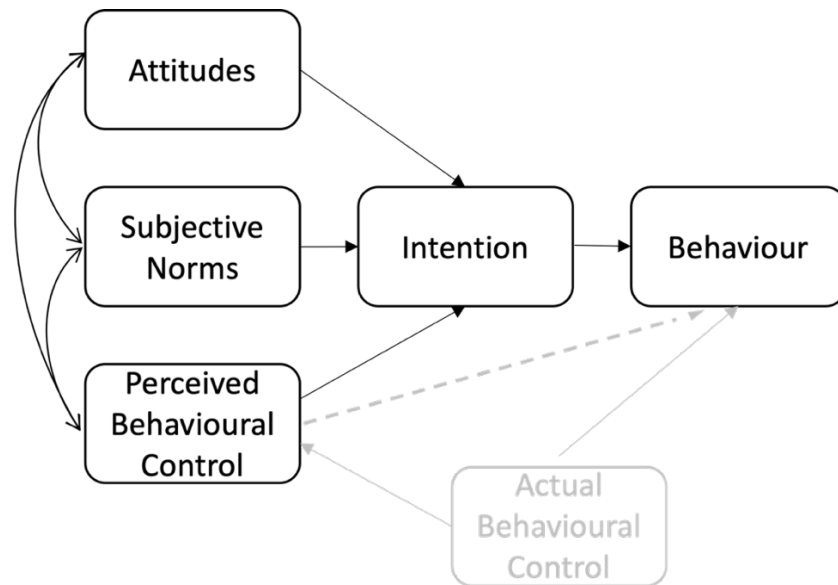 Attitudes
Subjective
Norms
Intention
Behaviour
Perceived
Behavioural
Control
Actual
Behavioural
Control